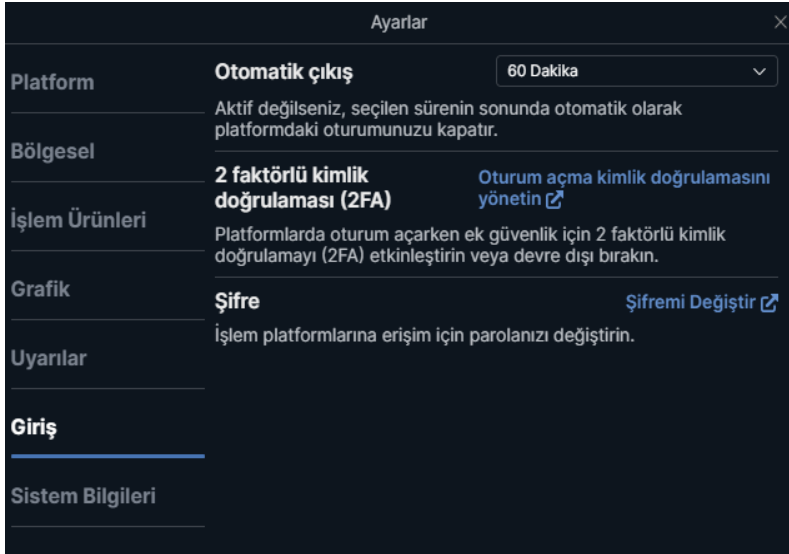 Ayarlar
Platform
Bölgesel
İşlem Ürünleri
Grafik
Uyarılar
Giriş
Sistem Bilgileri
Otomatik çıkış
60 Dakika
Aktif değilseniz, seçilen sürenin sonunda otomatik olarak
platformdaki oturumunuzu kapatır.
2 faktörlü kimlik
doğrulaması (2FA)
Oturum açma kimlik doğrulamasını
yönetin
Platformlarda oturum açarken ek güvenlik için 2 faktörlü kimlik
doğrulamayı (2FA) etkinleştirin veya devre dışı bırakın.
Şifre
Şifremi Değiştir
İşlem platformlarına erişim için parolanızı değiştirin.